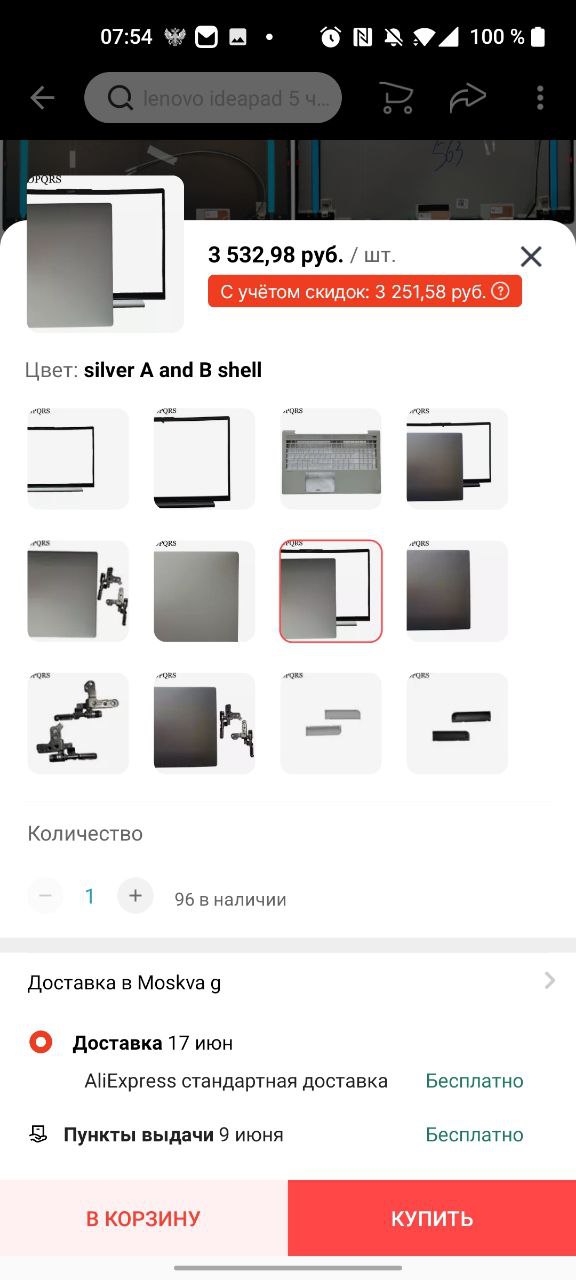 07:54
100 %
lenovo ideapad 5 ч...
563
OPQRS
3 532,98 руб. / шт.
С учётом скидок: 3 251,58 руб. ?
Цвет: silver A and B shell
Количество
1
96 в наличии
Доставка в Moskva g
Доставка 17 июн
AliExpress стандартная доставка
Бесплатно
Пункты выдачи 9 июня
Бесплатно
В КОРЗИНУ
КУПИТЬ